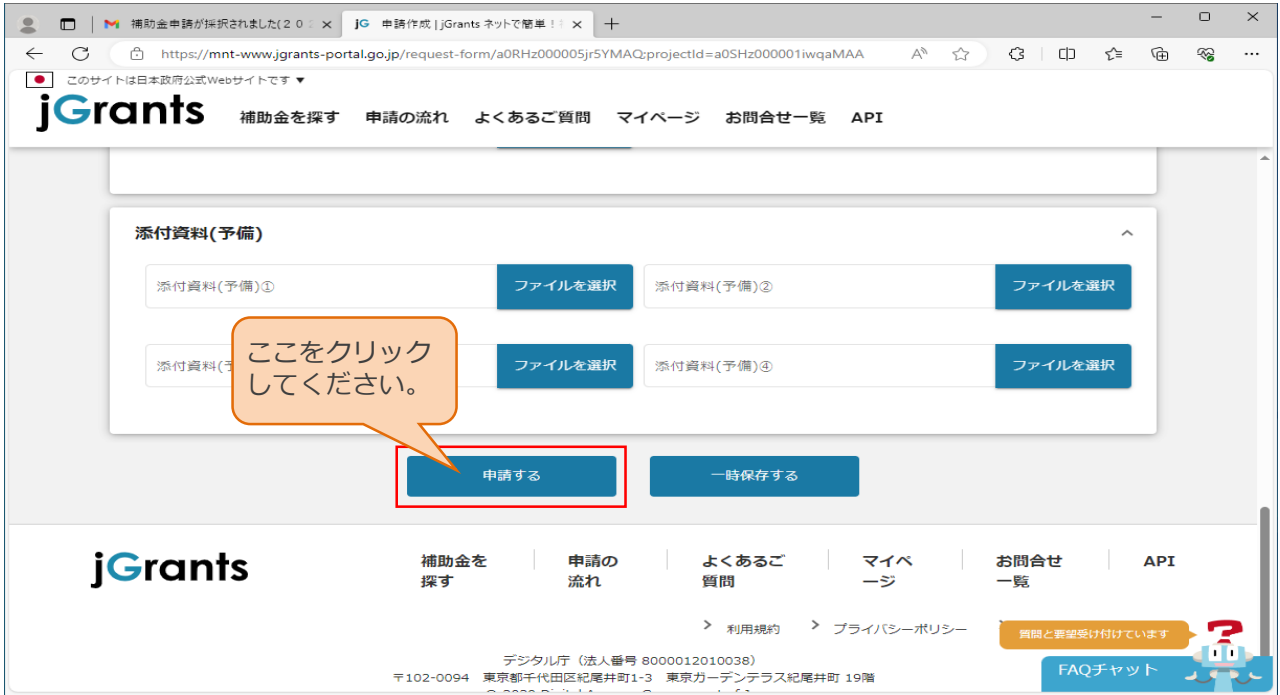 補助金申請が採択されました(２０
jG 申請作成 | jGrants ネットで簡単！
https://mnt-www.jgrants-portal.go.jp/request-form/a0RHz000005jr5YMAQ;projectId=a0SHz000001iwqaMAA
このサイトは日本政府公式Webサイトです ▼
jGrants
補助金を探す 申請の流れ よくあるご質問 マイページ お問合せ一覧 API
添付資料(予備)
添付資料(予備)① ファイルを選択 添付資料(予備)② ファイルを選択
ここをクリック
してください。
添付資料(予 ファイルを選択 添付資料(予備)④ ファイルを選択
申請する 一時保存する
jGrants
補助金を 申請の よくあるご マイペ お問合せ API
探す 流れ 質問 ージ 一覧
> 利用規約 > プライバシーポリシー
質問と要望受け付けています
FAQチャット
デジタル庁（法人番号 8000012010038）
〒102-0094 東京都千代田区紀尾井町1-3 東京ガーデンテラス紀尾井町 19階